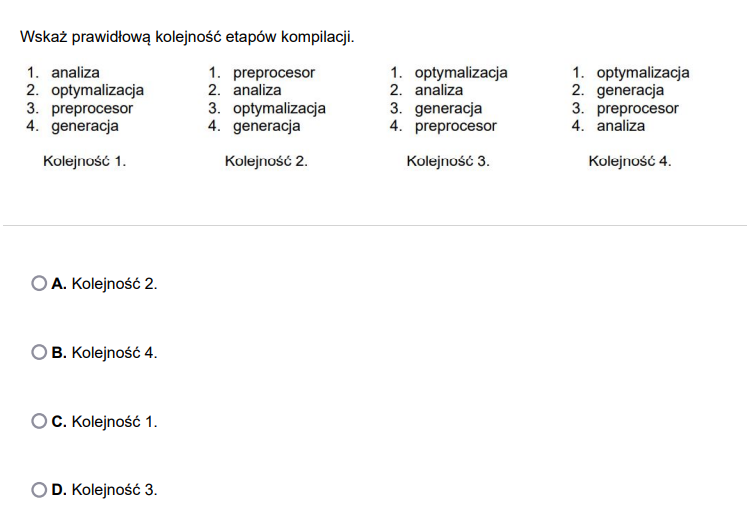 Wskaż prawidłową kolejność etapów kompilacji.
1. analiza
2. optymalizacja
3. preprocesor
4. generacja
Kolejność 1.
1. preprocesor
2. analiza
3. optymalizacja
4. generacja
Kolejność 2.
1. optymalizacja
2. analiza
3. generacja
4. preprocesor
Kolejność 3.
1. optymalizacja
2. generacja
3. preprocesor
4. analiza
Kolejność 4.
A. Kolejność 2.
B. Kolejność 4.
C. Kolejność 1.
D. Kolejność 3.